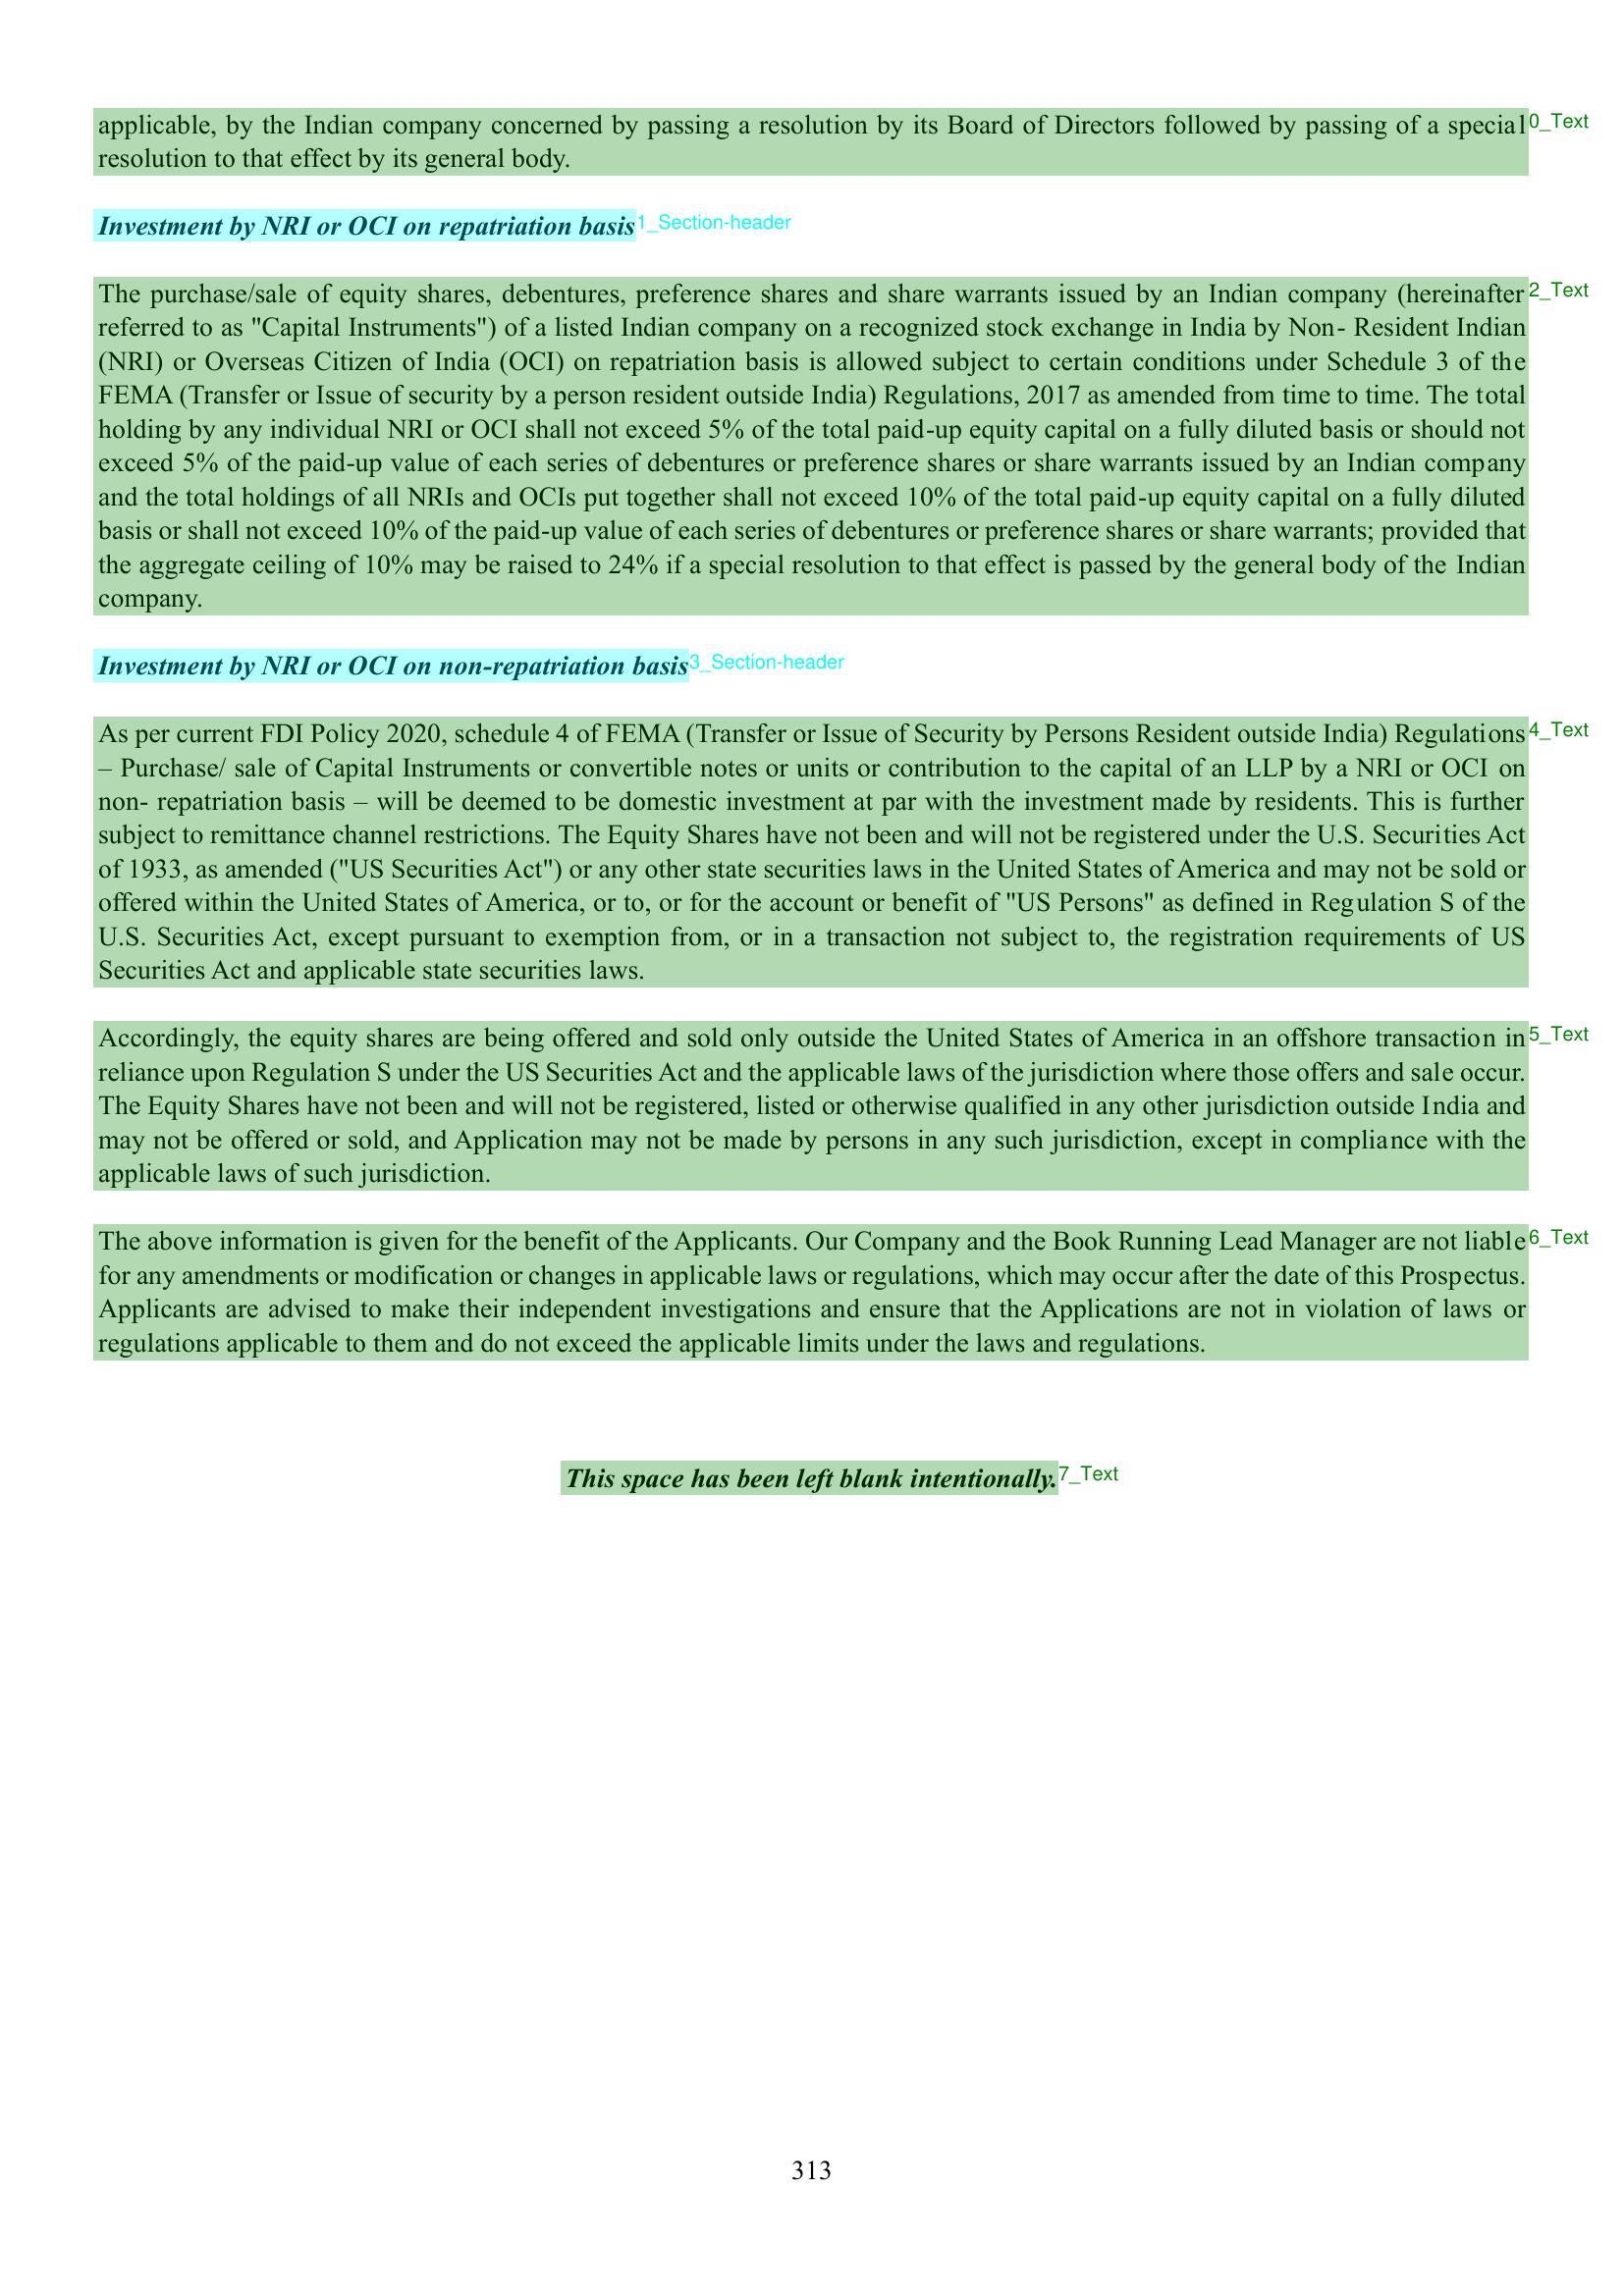 applicable, by the Indian company concerned by passing a resolution by its Board of Directors followed by passing of a special
0_Text
resolution to that effect by its general body.
Investment by NRI or OCI on repatriation basis
1_Section-header
The purchase/sale of equity shares, debentures, preference shares and share warrants issued by an Indian company (hereinafter
2_Text
referred to as "Capital Instruments") of a listed Indian company on a recognized stock exchange in India by Non- Resident Indian
(NRI) or Overseas Citizen of India (OCI) on repatriation basis is allowed subject to certain conditions under Schedule 3 of the
FEMA (Transfer or Issue of security by a person resident outside India) Regulations, 2017 as amended from time to time. The total
holding by any individual NRI or OCI shall not exceed 5% of the total paid-up equity capital on a fully diluted basis or should not
exceed 5% of the paid-up value of each series of debentures or preference shares or share warrants issued by an Indian company
and the total holdings of all NRIs and OCIs put together shall not exceed 10% of the total paid-up equity capital on a fully diluted
basis or shall not exceed 10% of the paid-up value of each series of debentures or preference shares or share warrants; provided that
the aggregate ceiling of 10% may be raised to 24% if a special resolution to that effect is passed by the general body of the Indian
company.
Investment by NRI or OCI on non-repatriation basis
3_Section-header
As per current FDI Policy 2020, schedule 4 of FEMA (Transfer or Issue of Security by Persons Resident outside India) Regulations
4_Text
– Purchase/ sale of Capital Instruments or convertible notes or units or contribution to the capital of an LLP by a NRI or OCI on
non- repatriation basis – will be deemed to be domestic investment at par with the investment made by residents. This is further
subject to remittance channel restrictions. The Equity Shares have not been and will not be registered under the U.S. Securities Act
of 1933, as amended ("US Securities Act") or any other state securities laws in the United States of America and may not be sold or
offered within the United States of America, or to, or for the account or benefit of "US Persons" as defined in Regulation S of the
U.S. Securities Act, except pursuant to exemption from, or in a transaction not subject to, the registration requirements of US
Securities Act and applicable state securities laws.
Accordingly, the equity shares are being offered and sold only outside the United States of America in an offshore transaction in
5_Text
reliance upon Regulation S under the US Securities Act and the applicable laws of the jurisdiction where those offers and sale occur.
The Equity Shares have not been and will not be registered, listed or otherwise qualified in any other jurisdiction outside India and
may not be offered or sold, and Application may not be made by persons in any such jurisdiction, except in compliance with the
applicable laws of such jurisdiction.
The above information is given for the benefit of the Applicants. Our Company and the Book Running Lead Manager are not liable
6_Text
for any amendments or modification or changes in applicable laws or regulations, which may occur after the date of this Prospectus.
Applicants are advised to make their independent investigations and ensure that the Applications are not in violation of laws or
regulations applicable to them and do not exceed the applicable limits under the laws and regulations.
This space has been left blank intentionally.
7_Text
313